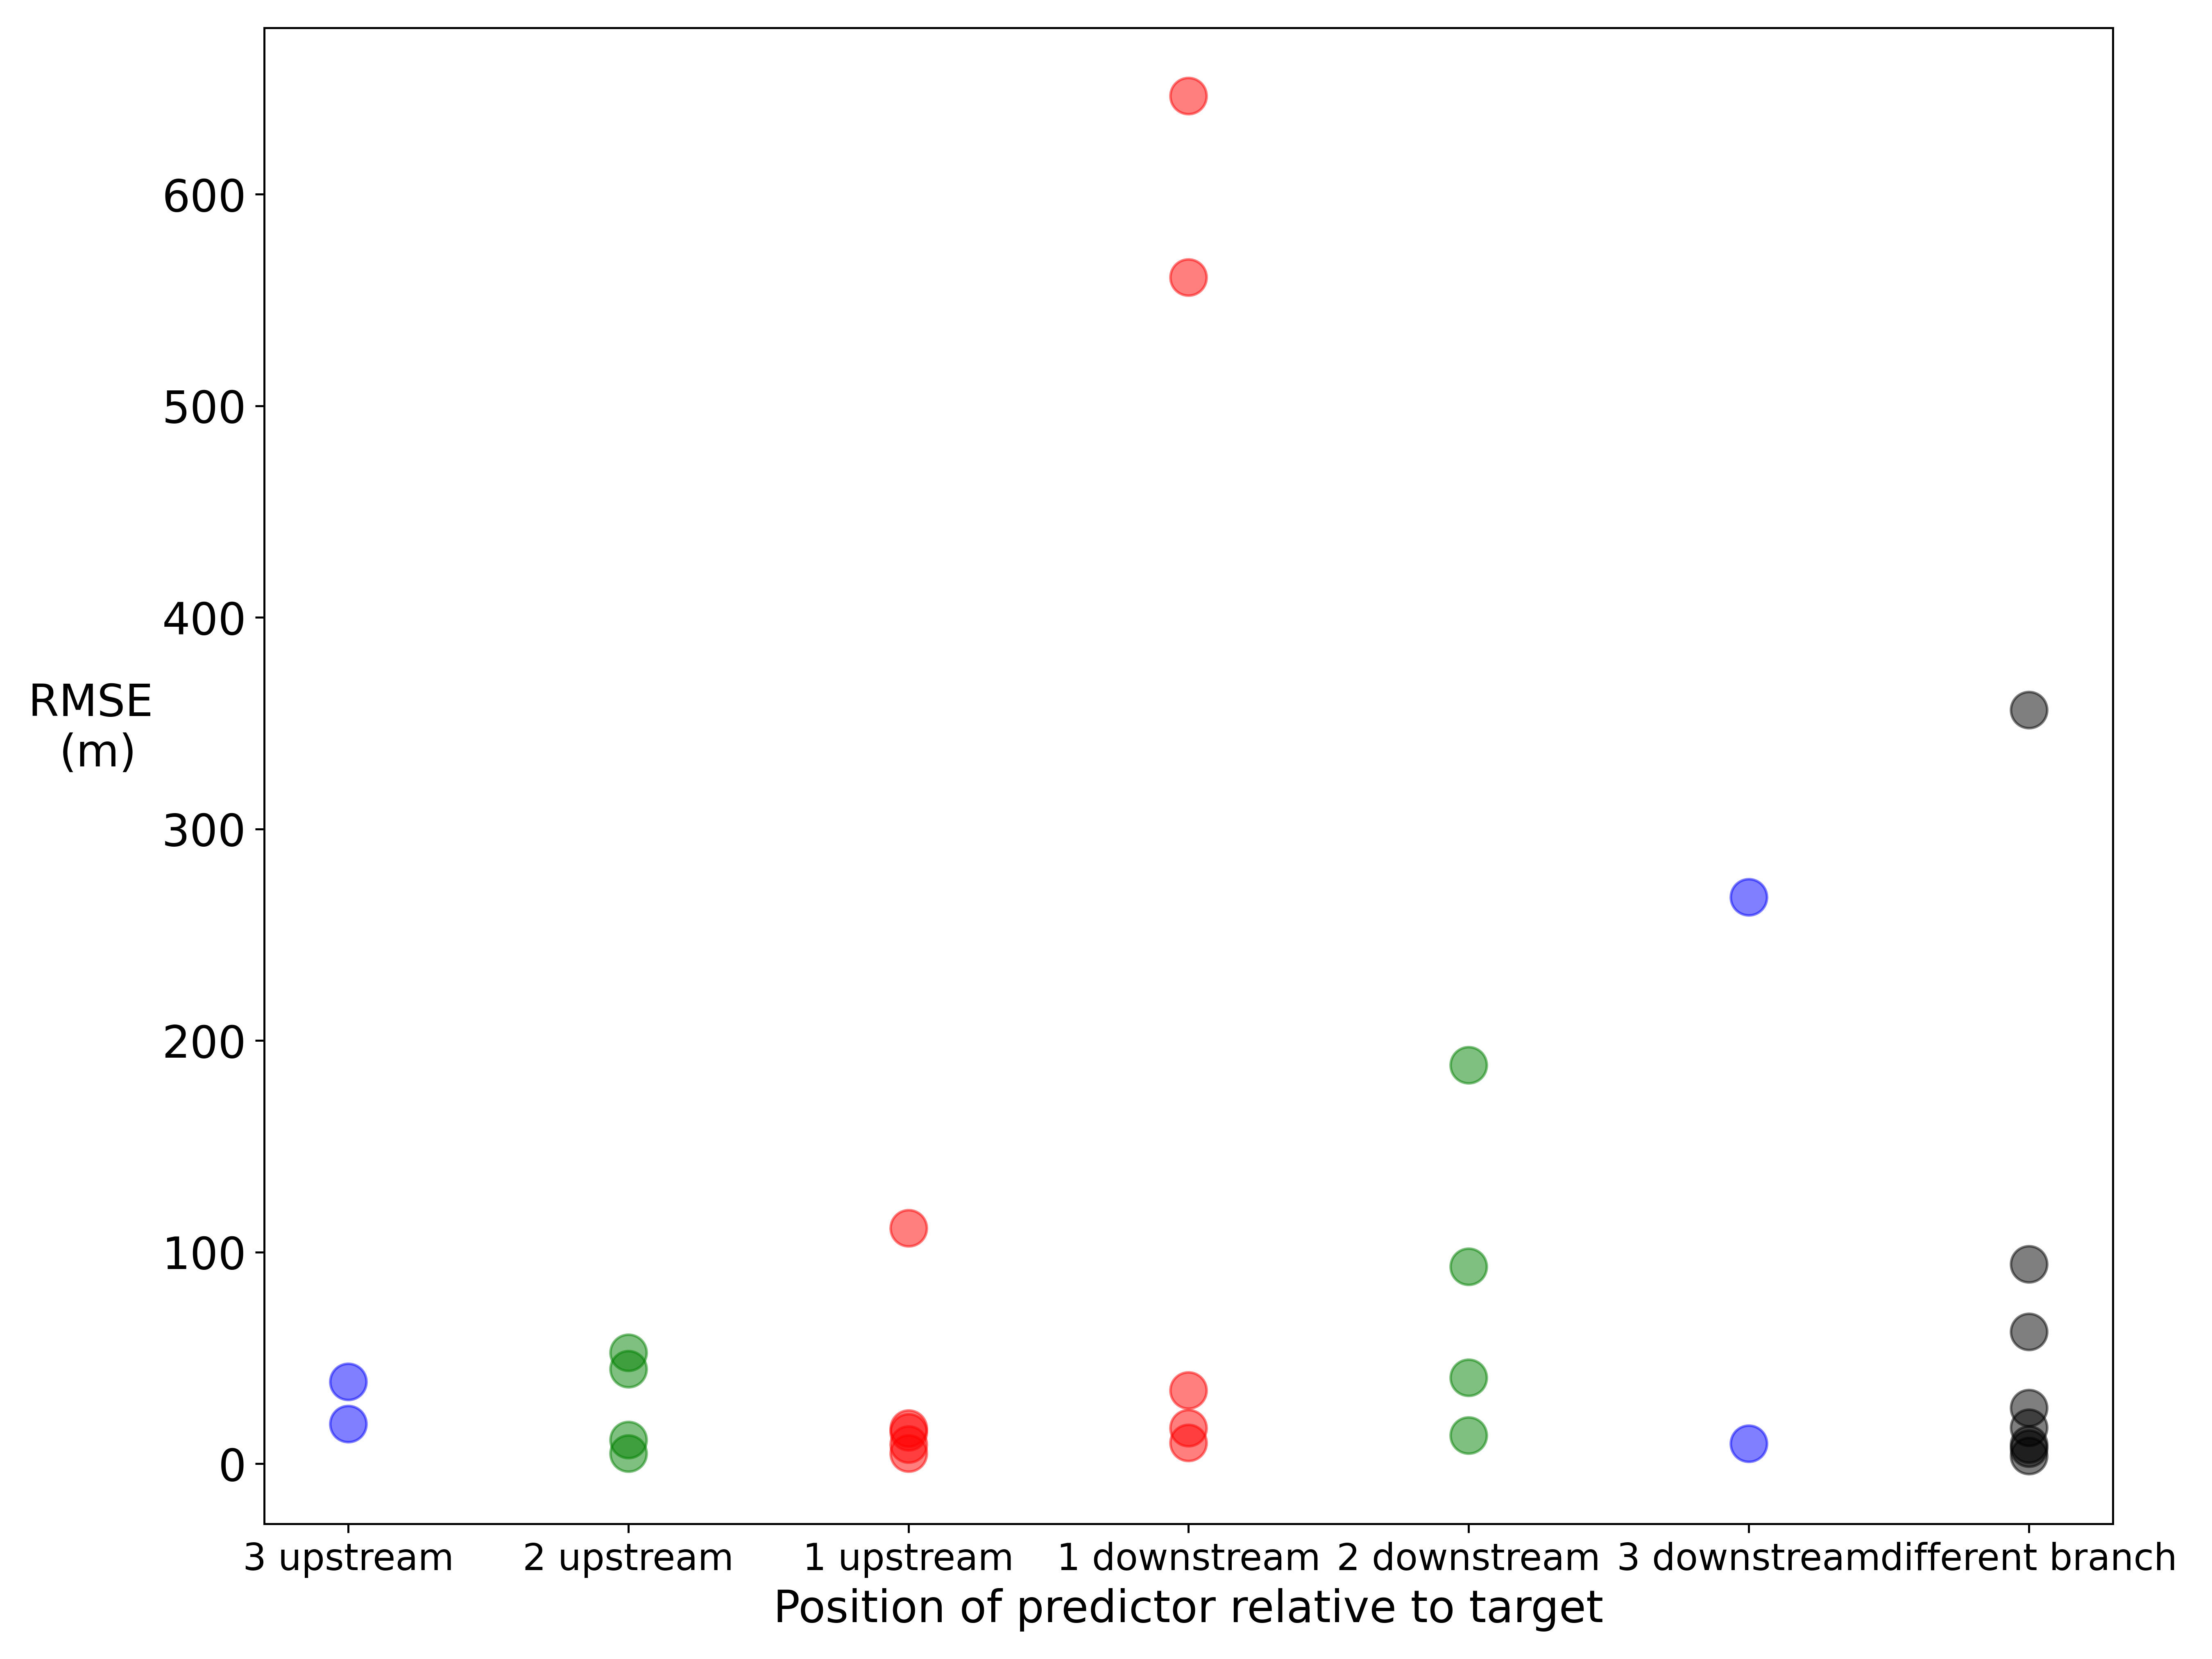 600
500
400
RMSE
(m)
300
200
100
0
3 upstream 2 upstream 1 upstream 1 downstream 2 downstream 3 downstream different branch
Position of predictor relative to target